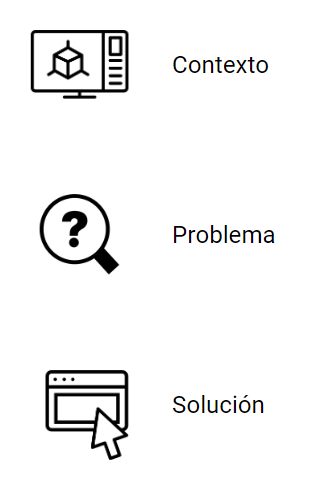 Contexto
?
Problema
Solución